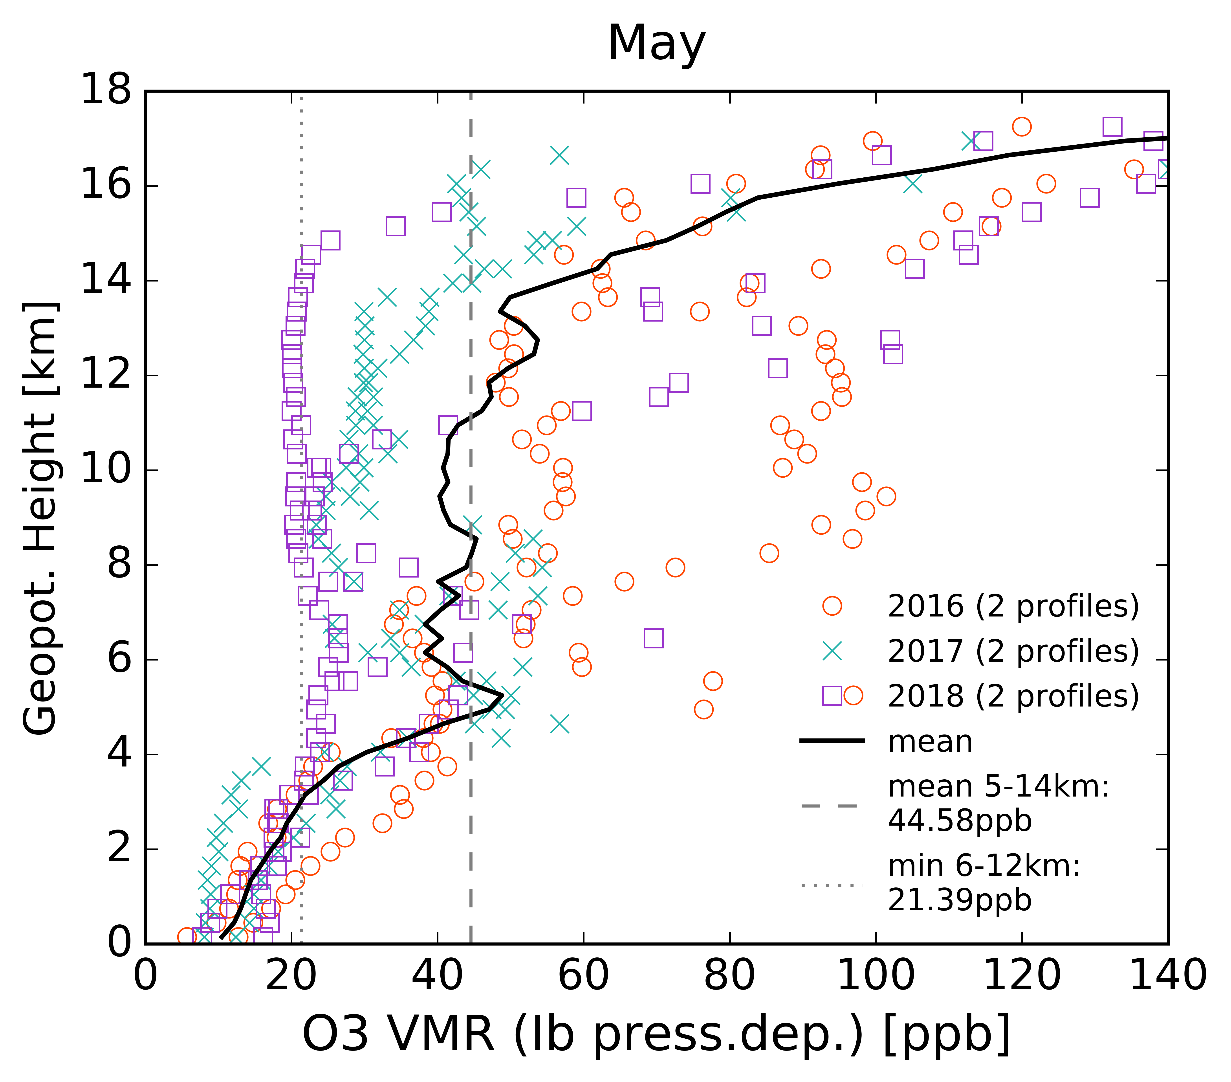 May
18
16
14
12
10
8
6
4
2
0
Geopot. Height [km]
2016 (2 profiles)
2017 (2 profiles)
2018 (2 profiles)
mean
mean 5-14km:
44.58ppb
min 6-12km:
21.39ppb
0 20 40 60 80 100 120 140
O3 VMR (Ib press.dep.) [ppb]